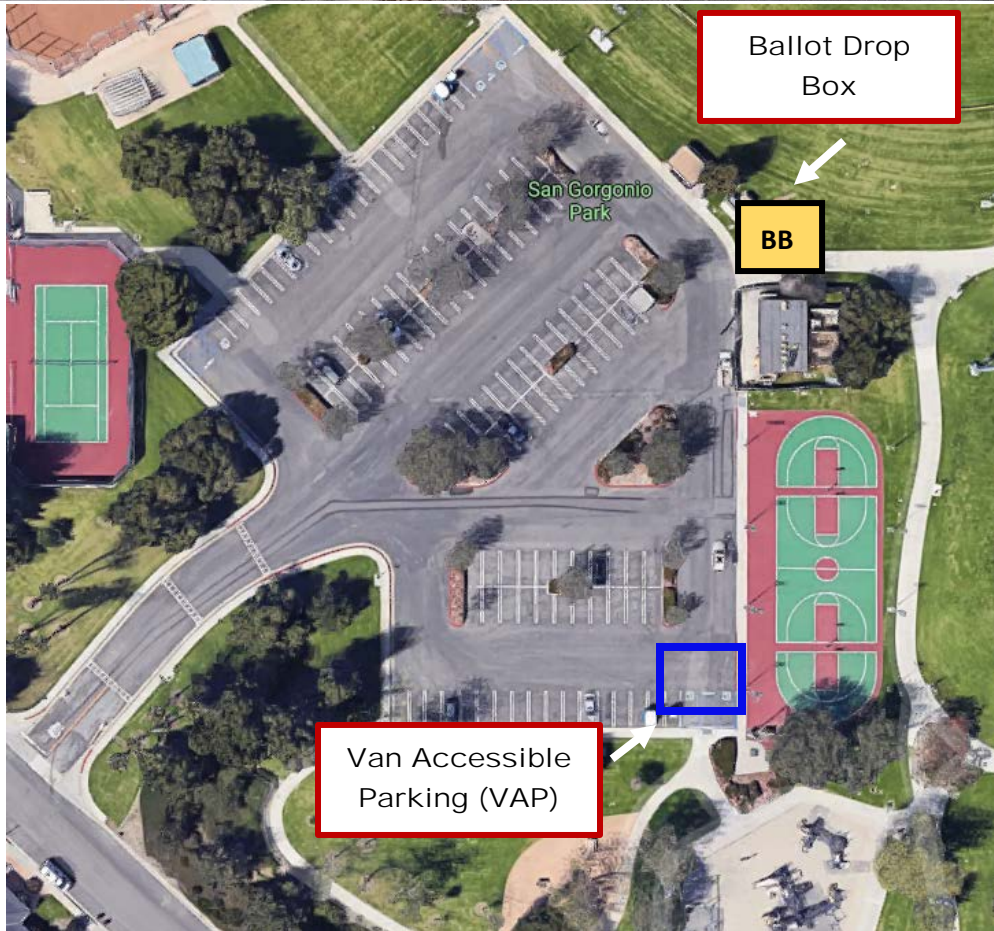 Ballot Drop
Box
San Gorgonio
Park
BB
Van Accessible
Parking (VAP)